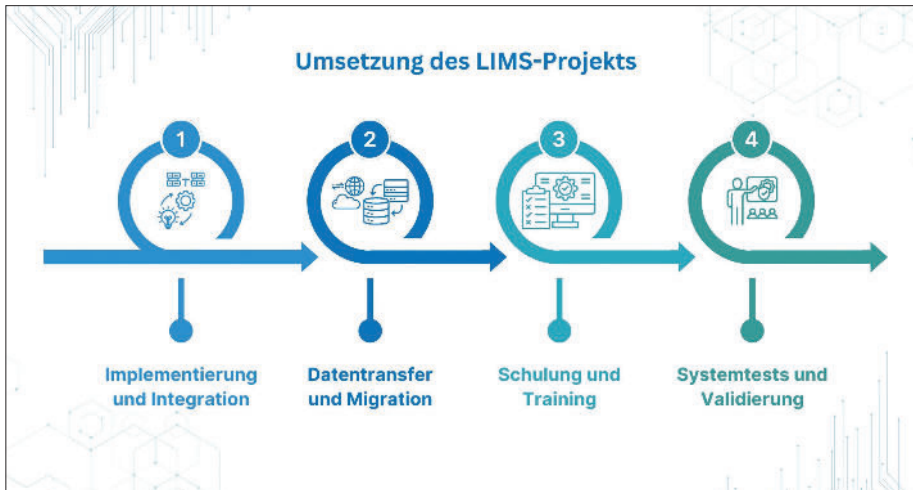 Umsetzung des LIMS-Projekts
1
2
3
4
Implementierung
und Integration
Datentransfer
und Migration
Schulung und
Training
Systemtests und
Validierung